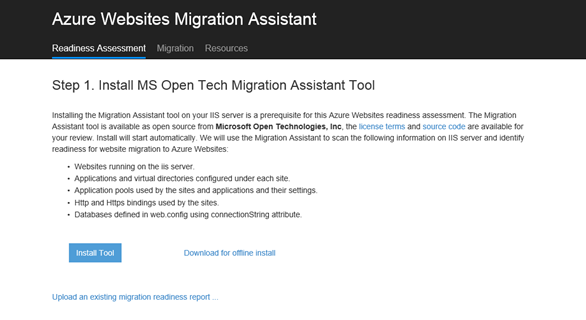 Azure Websites Migration Assistant
Readiness Assessment Migration Resources
Step 1. Install MS Open Tech Migration Assistant Tool
Installing the Migration Assistant tool on your IIS server is a prerequisite for this Azure Websites readiness assessment. The Migration
Assistant tool is available as open source from Microsoft Open Technologies, Inc, the license terms and source code are available for
your review. Install will start automatically. We will use the Migration Assistant to scan the following information on IIS server and identify
readiness for website migration to Azure Websites:
• Websites running on the iis server.
• Applications and virtual directories configured under each site.
• Application pools used by the sites and applications and their settings.
• Http and Https bindings used by the sites.
• Databases defined in web.config using connectionString attribute.
Install Tool Download for offline install
Upload an existing migration readiness report ...